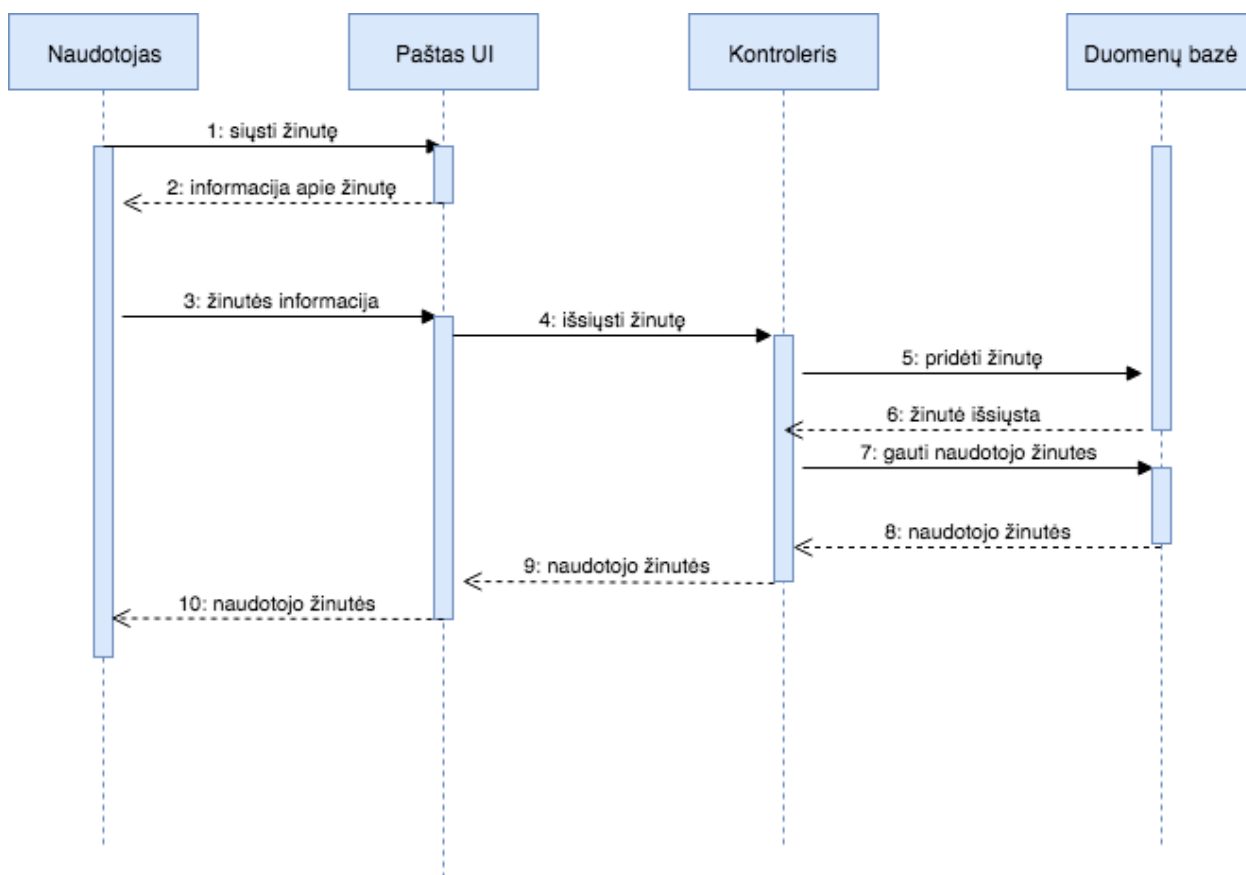 Naudotojas
Paštas UI
Kontroleris
Duomenų bazė
1: siųsti žinutę
2: informacija apie žinutę
3: žinutės informacija
4: išsiųsti žinutę
5: pridėti žinutę
6: žinutė išsiųsta
7: gauti naudotojo žinutes
8: naudotojo žinutės
9: naudotojo žinutės
10: naudotojo žinutės